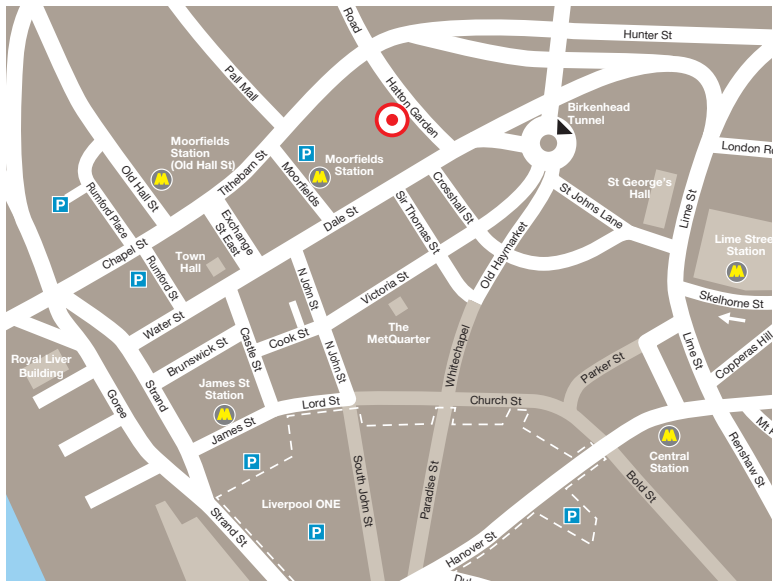 Road
Hunter St
Pall Mall
Hatton Garden
Birkenhead
Tunnel
Moorfields
Station
(Old Hall St)
P
Moorfields
Station
London Ro
Old Hall St
Tithebarn St
Moorfields
Crosshall St
St George's
Hall
P
Rumford Place
Sir Thomas St
St Johns Lane
Lime St
Exchange
St East
Dale St
Chapel St
Town
Hall
Old Haymarket
Lime Stree
Station
P
Rumford St
N John St
Victoria St
Skelhorne St
Water St
The
MetQuarter
Cook St
Castle St
Brunswick St
N John St
Whitechapel
Parker St
Lime St
Copperas Hill
Royal Liver
Building
Goree
Strand
James St
Station
Lord St
Church St
James St
Mt P
Central
Station
Renshaw St
P
South John St
Paradise St
Bold St
Liverpool ONE
Strand St
P
P
Hanover St